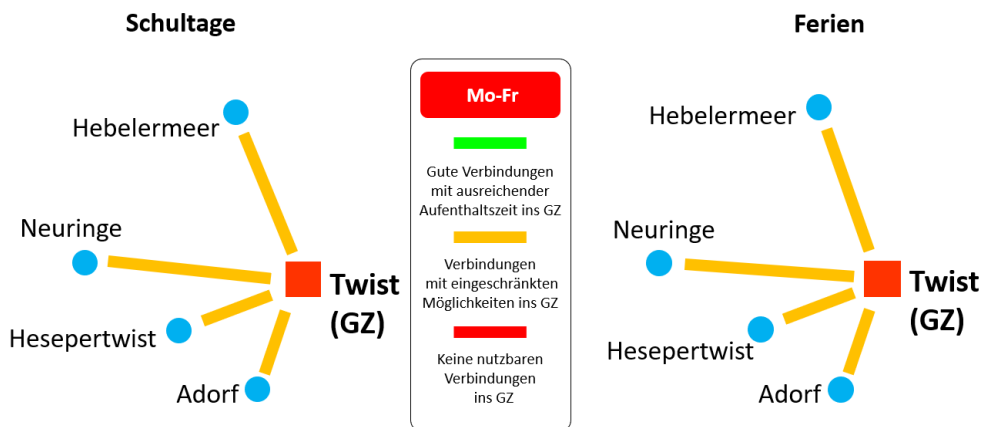 Schultage
Hebelermeer
Neuringe
Twist
(GZ)
Hesepertwist
Adorf
Mo-Fr
Gute Verbindungen
mit ausreichender
Aufenthaltszeit ins GZ
Verbindungen
mit eingeschränkten
Möglichkeiten ins GZ
Keine nutzbaren
Verbindungen
ins GZ
Ferien
Hebelermeer
Neuringe
Twist
(GZ)
Hesepertwist
Adorf